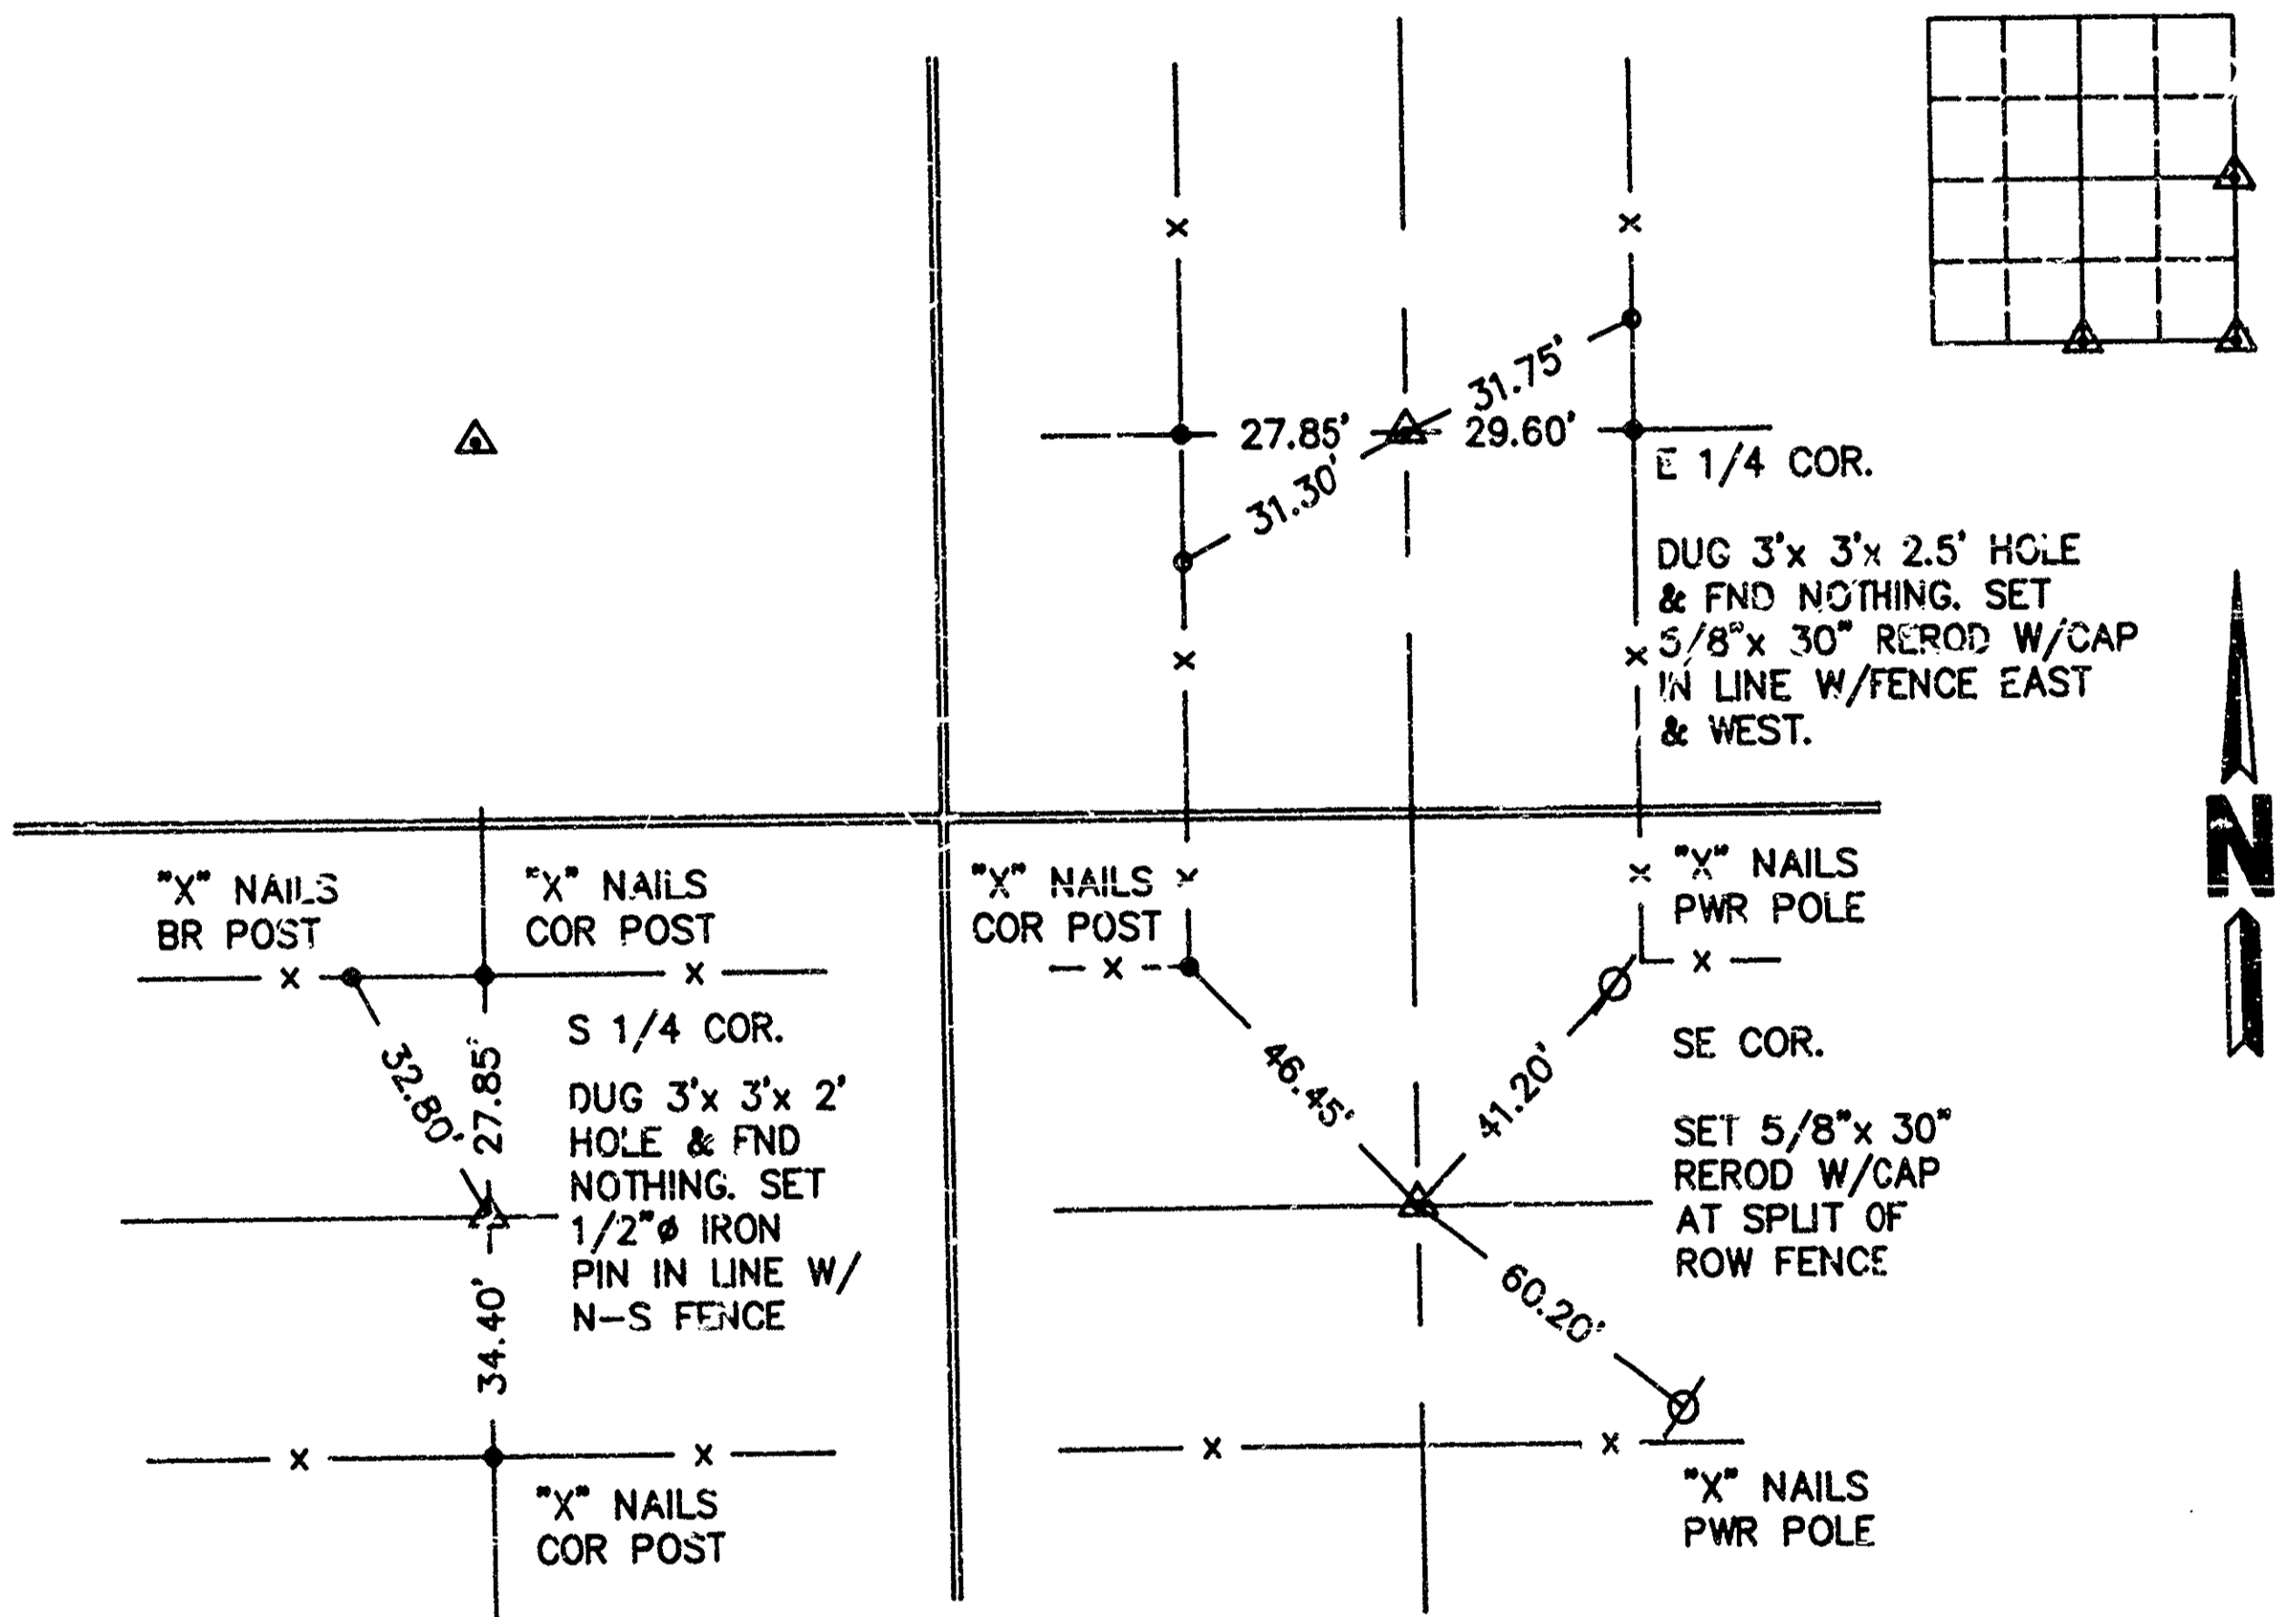 31.75'
27.85'
29.60'
31.30'
E 1/4 COR.
DUG 3'x 3'x 2.5' HOLE
& FND NOTHING. SET
5/8"x 30" REROD W/CAP
IN LINE W/FENCE EAST
& WEST.
N
"X" NAILS
BR POST
"X" NAILS
COR POST
32.80'
27.85'
S 1/4 COR.
DUG 3'x 3'x 2'
HOLE & FND
NOTHING. SET
1/2"ø IRON
PIN IN LINE W/
N-S FENCE
34.40'
"X" NAILS
COR POST
"X" NAILS
COR POST
"X" NAILS
PWR POLE
46.45'
41.20'
SE COR.
SET 5/8"x 30"
REROD W/CAP
AT SPLIT OF
ROW FENCE
60.20'
"X" NAILS
PWR POLE